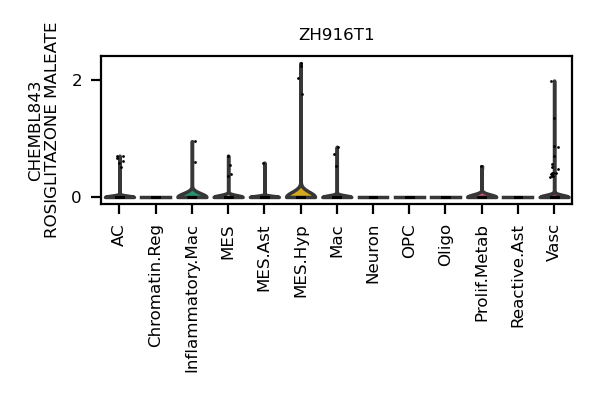 ZH916T1
CHEMBL843
ROSIGLITAZONE MALEATE
2
0
AC
Chromatin.Reg
Inflammatory.Mac
MES
MES.Ast
MES.Hyp
Mac
Neuron
OPC
Oligo
Prolif.Metab
Reactive.Ast
Vasc